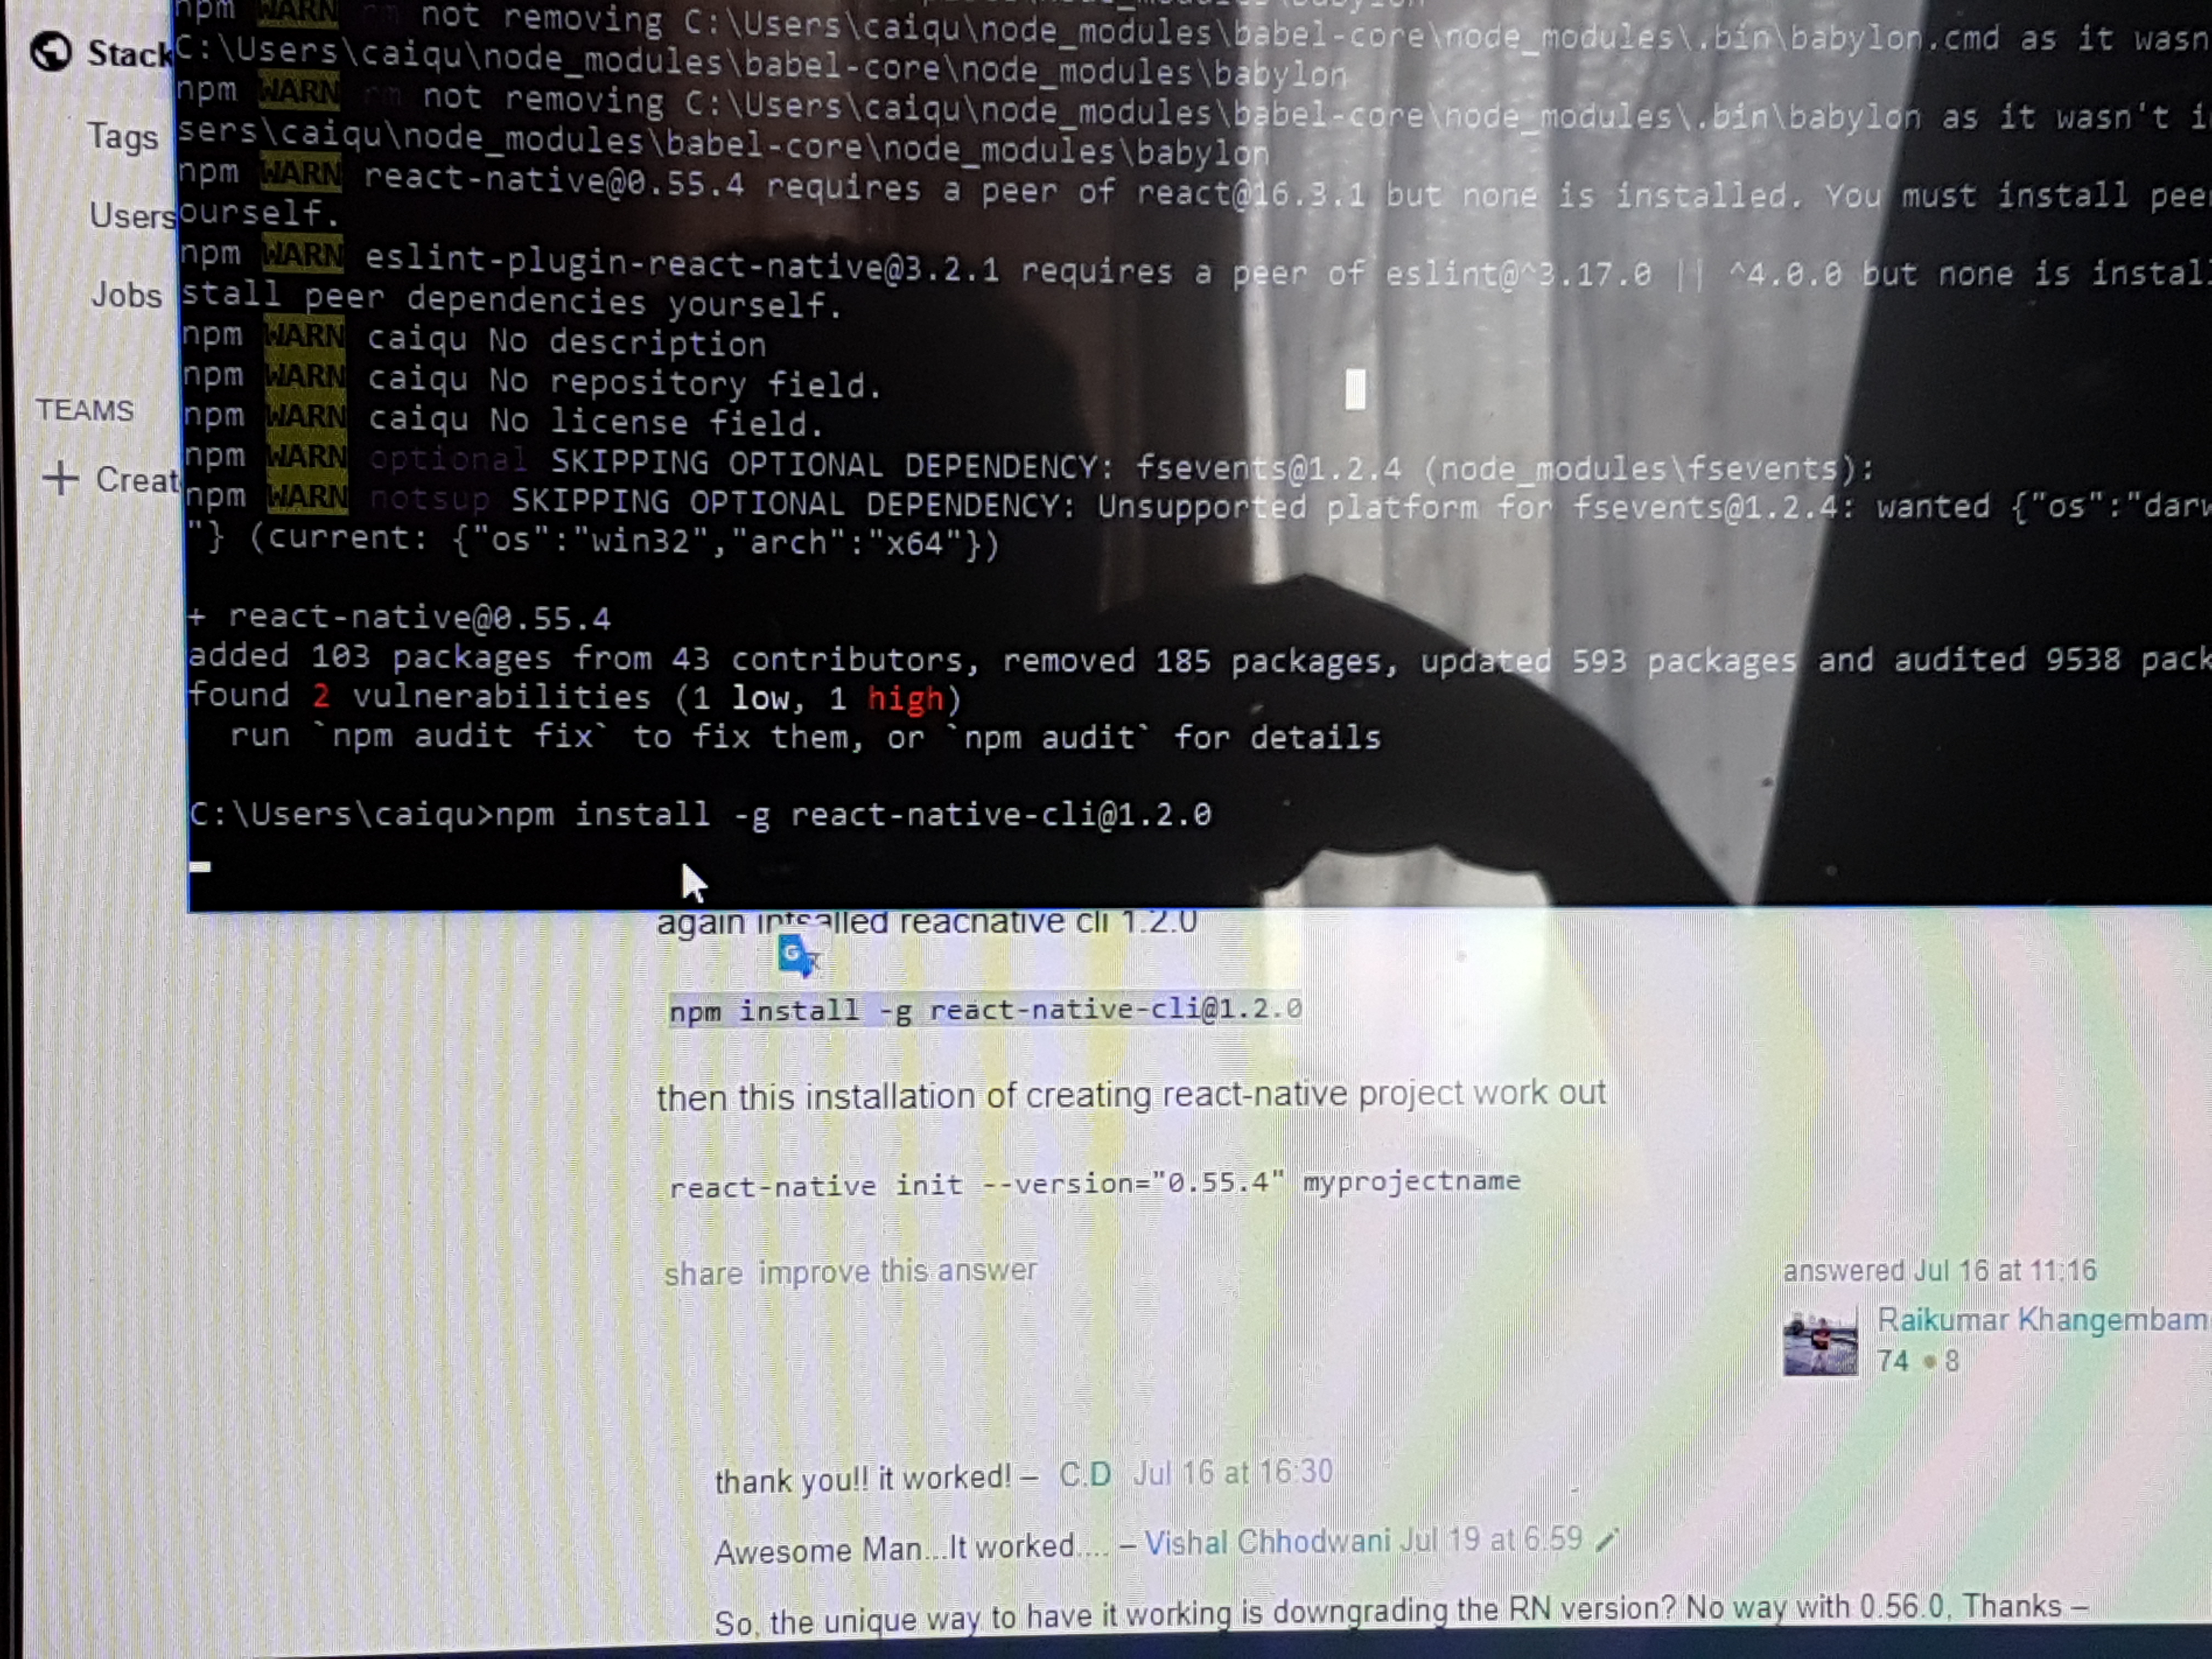 npm WARN rm not removing C:\Users\caiqu\node_modules\babel-core\node_modules\.bin\babylon.cmd as it wasn
C:\Users\caiqu\node_modules\babel-core\node_modules\babylon
npm WARN rm not removing C:\Users\caiqu\node_modules\babel-core\node_modules\.bin\babylon as it wasn't i
sers\caiqu\node_modules\babel-core\node_modules\babylon
npm WARN react-native@0.55.4 requires a peer of react@16.3.1 but none is installed. You must install pee
ourself.
npm WARN eslint-plugin-react-native@3.2.1 requires a peer of eslint@^3.17.0 || ^4.0.0 but none is instal
stall peer dependencies yourself.
npm WARN caiqu No description
npm WARN caiqu No repository field.
npm WARN caiqu No license field.
npm WARN optional SKIPPING OPTIONAL DEPENDENCY: fsevents@1.2.4 (node_modules\fsevents):
npm WARN notsup SKIPPING OPTIONAL DEPENDENCY: Unsupported platform for fsevents@1.2.4: wanted {"os":"darw
"} (current: {"os":"win32","arch":"x64"})
+ react-native@0.55.4
added 103 packages from 43 contributors, removed 185 packages, updated 593 packages and audited 9538 pack
found 2 vulnerabilities (1 low, 1 high)
run `npm audit fix` to fix them, or `npm audit` for details
C:\Users\caiqu>npm install -g react-native-cli@1.2.0
Stack
Tags
Users
Jobs
TEAMS
+ Creat
again intsalled reacnative cli 1.2.0
npm install -g react-native-cli@1.2.0
then this installation of creating react-native project work out
react-native init --version="0.55.4" myprojectname
share improve this answer
answered Jul 16 at 11:16
Raikumar Khangembam
74 ● 8
thank you!! it worked! – C.D Jul 16 at 16:30
Awesome Man...It worked.... – Vishal Chhodwani Jul 19 at 6:59
So, the unique way to have it working is downgrading the RN version? No way with 0.56.0, Thanks –